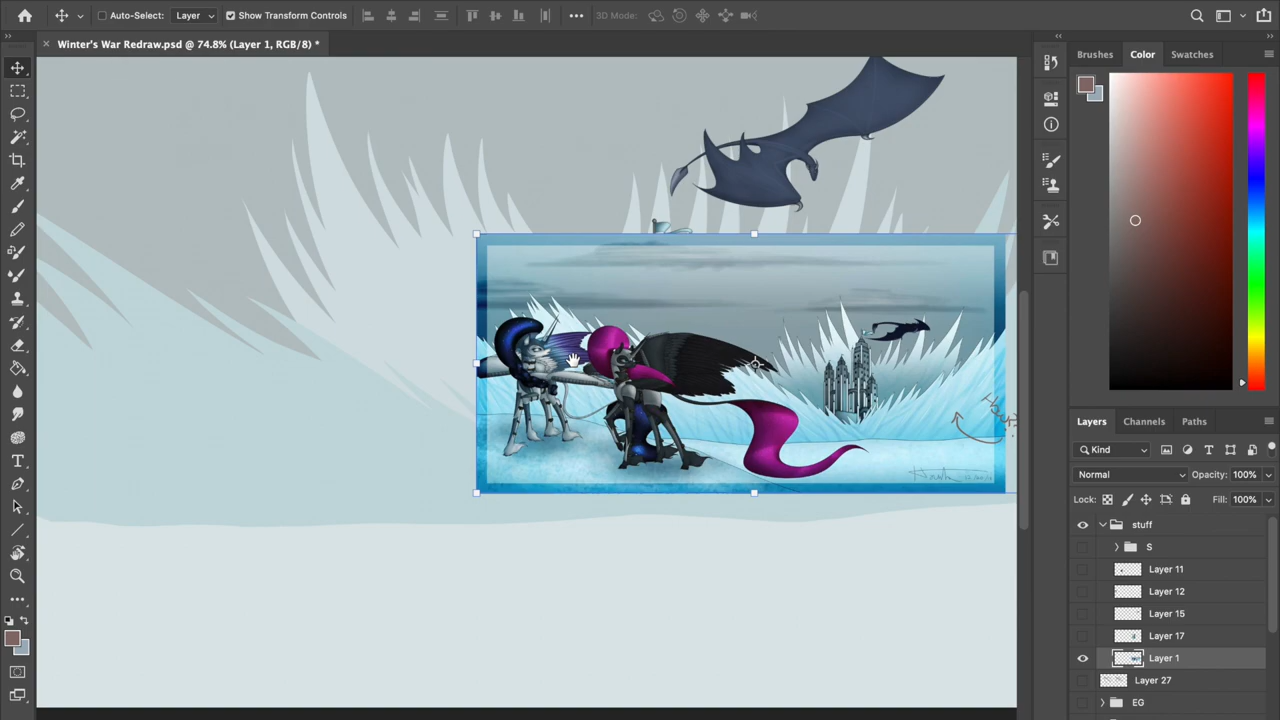 Auto-Select: Layer Show Transform Controls 3D Mode:
Winter's War Redraw.psd @ 74.8% (Layer 1, RGB/8) *
Brushes Color Swatches
Layers Channels Paths
Kind
Normal Opacity: 100%
Lock: Fill: 100%
stuff
S
Layer 11
Layer 12
Layer 15
Layer 17
Layer 1
Layer 27
EG